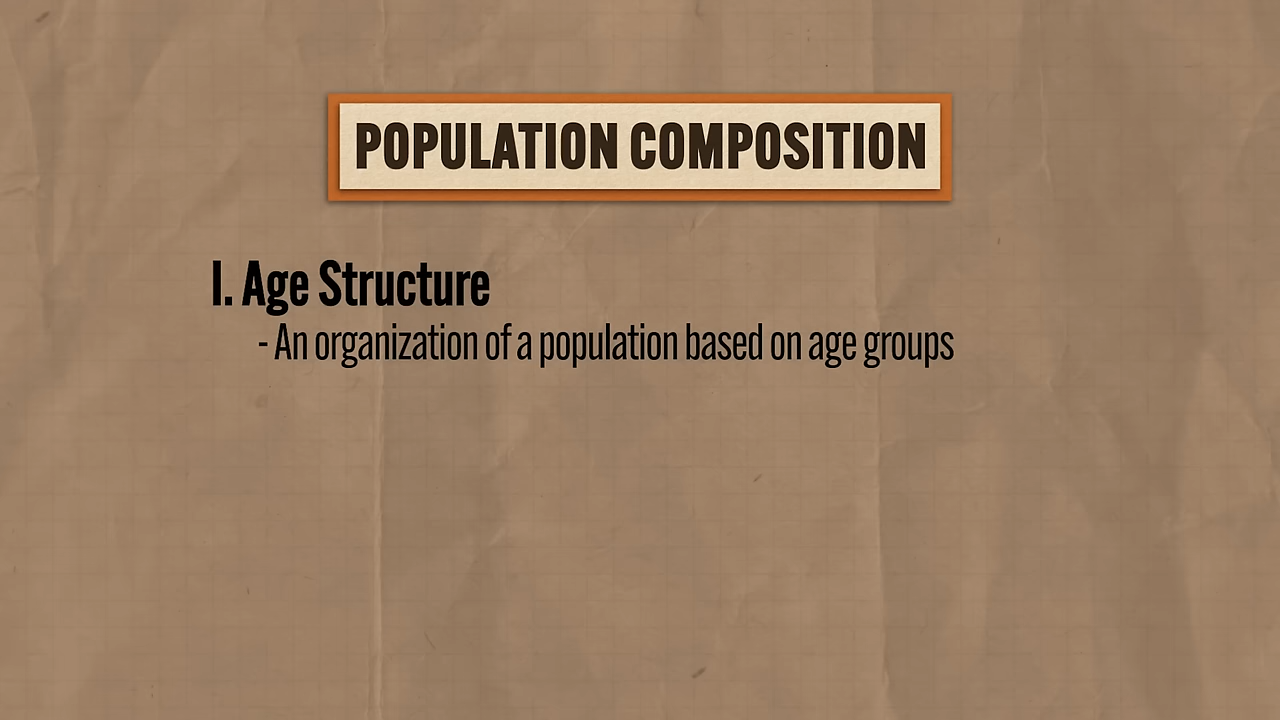 POPULATION COMPOSITION
I. Age Structure
- An organization of a population based on age groups